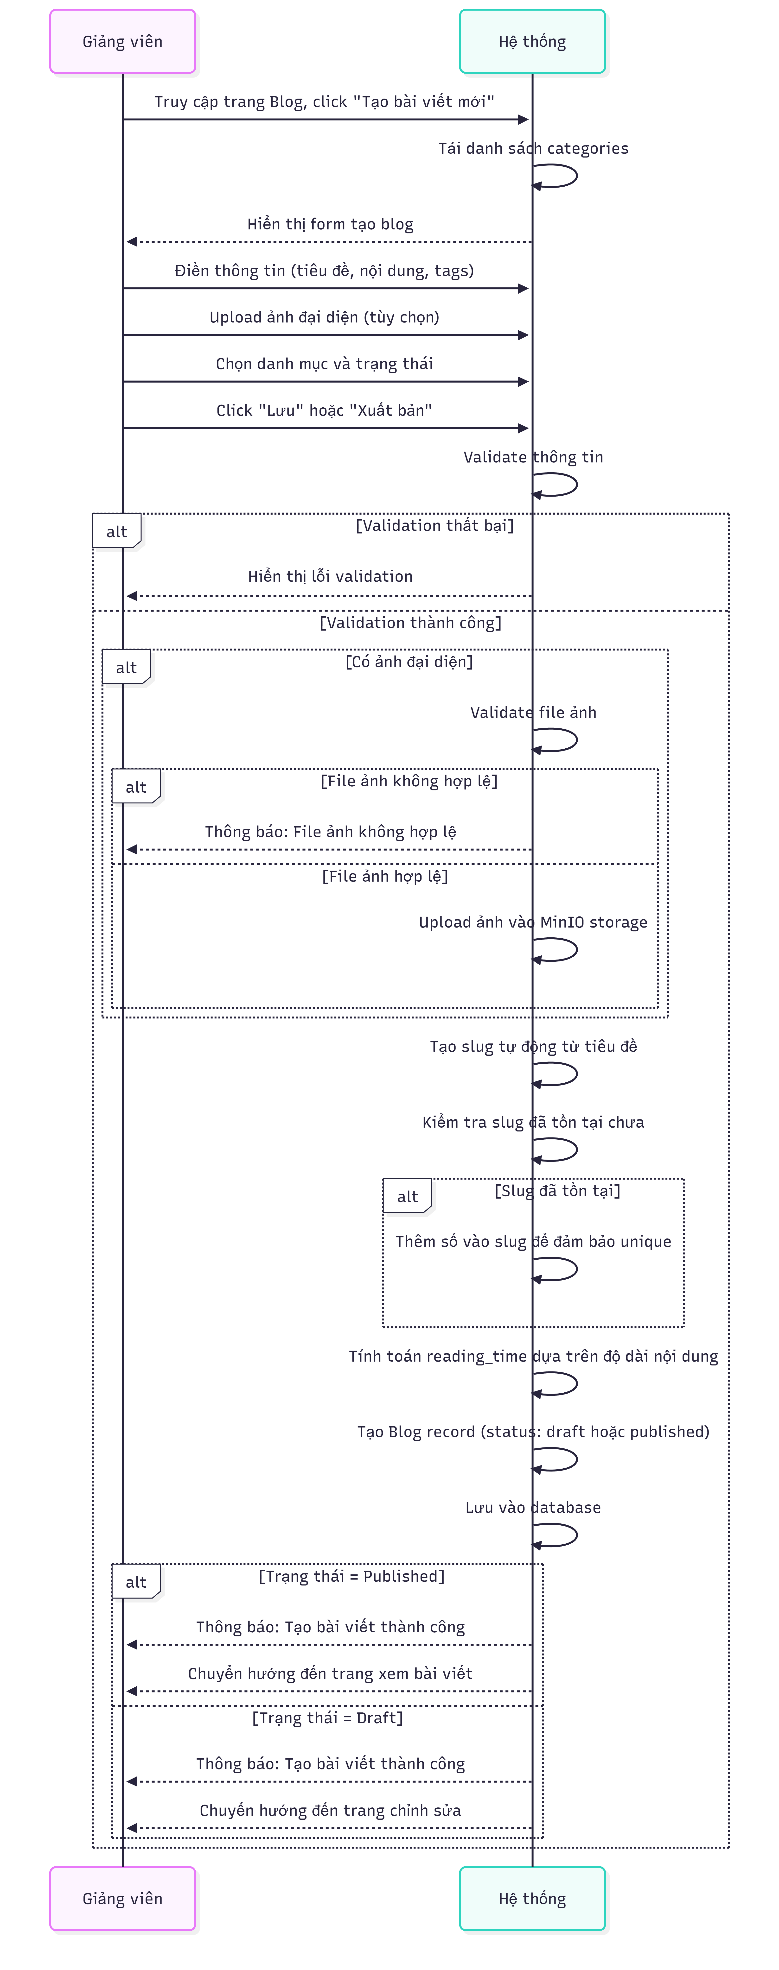 Giảng viên
Hệ thống
Truy cập trang Blog, click "Tạo bài viết mới"
Tải danh sách categories
Hiển thị form tạo blog
Điền thông tin (tiêu đề, nội dung, tags)
Upload ảnh đại diện (tùy chọn)
Chọn danh mục và trạng thái
Click "Lưu" hoặc "Xuất bản"
Validate thông tin
alt
[Validation thất bại]
Hiển thị lỗi validation
[Validation thành công]
alt
[Có ảnh đại diện]
Validate file ảnh
alt
[File ảnh không hợp lệ]
Thông báo: File ảnh không hợp lệ
[File ảnh hợp lệ]
Upload ảnh vào MinIO storage
Tạo slug tự động từ tiêu đề
Kiểm tra slug đã tồn tại chưa
alt
[Slug đã tồn tại]
Thêm số vào slug để đảm bảo unique
Tính toán reading_time dựa trên độ dài nội dung
Tạo Blog record (status: draft hoặc published)
Lưu vào database
alt
[Trạng thái = Published]
Thông báo: Tạo bài viết thành công
Chuyển hướng đến trang xem bài viết
[Trạng thái = Draft]
Thông báo: Tạo bài viết thành công
Chuyển hướng đến trang chỉnh sửa
Giảng viên
Hệ thống